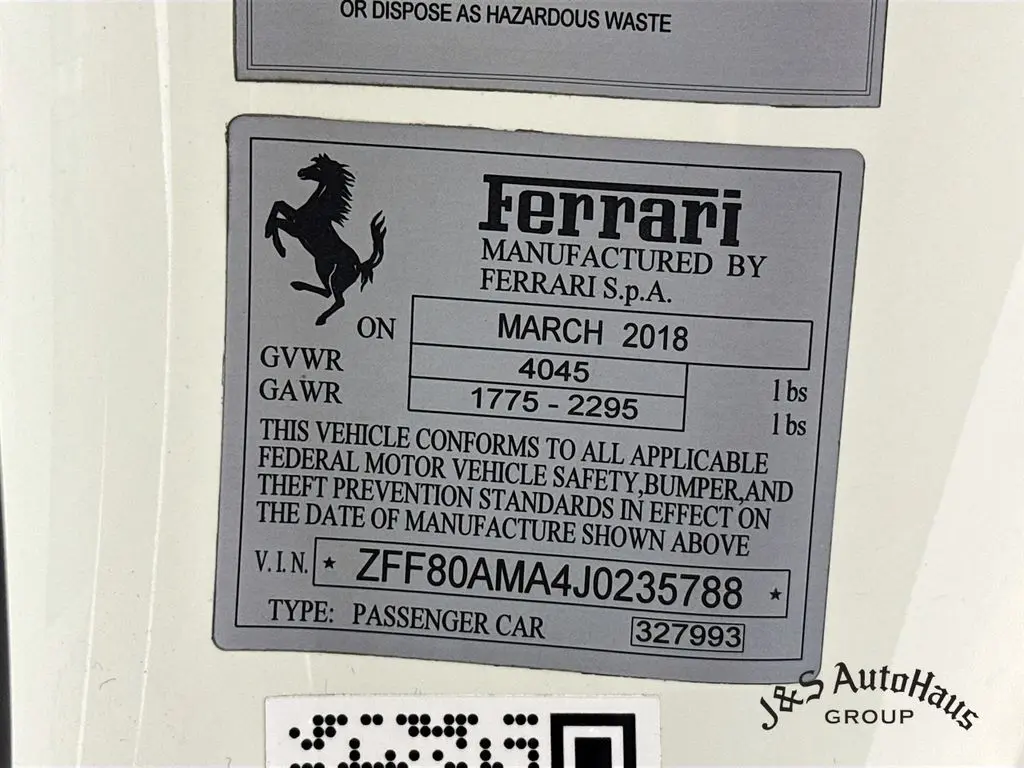 OR DISPOSE AS HAZARDOUS WASTE
Ferrari
MANUFACTURED BY
FERRARI S.p.A.
ON MARCH 2018
GVWR 4045 lbs
GAWR 1775 - 2295 lbs
THIS VEHICLE CONFORMS TO ALL APPLICABLE
FEDERAL MOTOR VEHICLE SAFETY,BUMPER,AND
THEFT PREVENTION STANDARDS IN EFFECT ON
THE DATE OF MANUFACTURE SHOWN ABOVE
V.I.N. ★ ZFF80AMA4J0235788 ★
TYPE: PASSENGER CAR 327993
J&S AutoHaus
GROUP